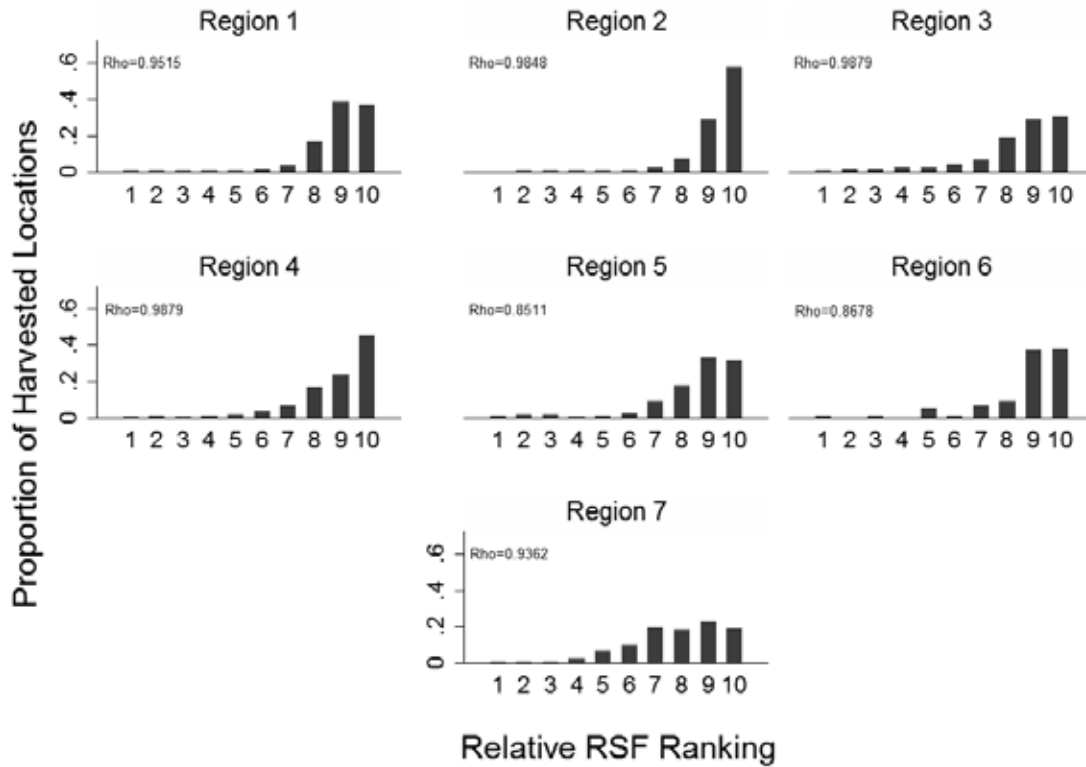 Region 1
Region 2
Region 3
Rho=0.9515
Rho=0.9848
Rho=0.9879
0 .2 .4 .6
1 2 3 4 5 6 7 8 9 10
1 2 3 4 5 6 7 8 9 10
1 2 3 4 5 6 7 8 9 10
Proportion of Harvested Locations
Region 4
Region 5
Region 6
Rho=0.9879
Rho=0.8511
Rho=0.8678
0 .2 .4 .6
1 2 3 4 5 6 7 8 9 10
1 2 3 4 5 6 7 8 9 10
1 2 3 4 5 6 7 8 9 10
Region 7
Rho=0.9362
0 .2 .4 .6
1 2 3 4 5 6 7 8 9 10
Relative RSF Ranking